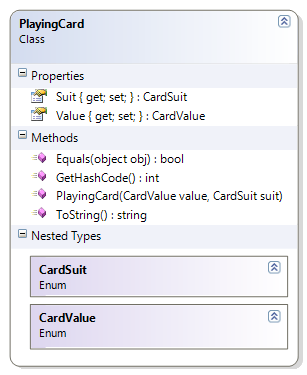 PlayingCard
Class
Properties
Suit { get; set; } : CardSuit
Value { get; set; } : CardValue
Methods
Equals(object obj) : bool
GetHashCode() : int
PlayingCard(CardValue value, CardSuit suit)
ToString() : string
Nested Types
CardSuit
Enum
CardValue
Enum